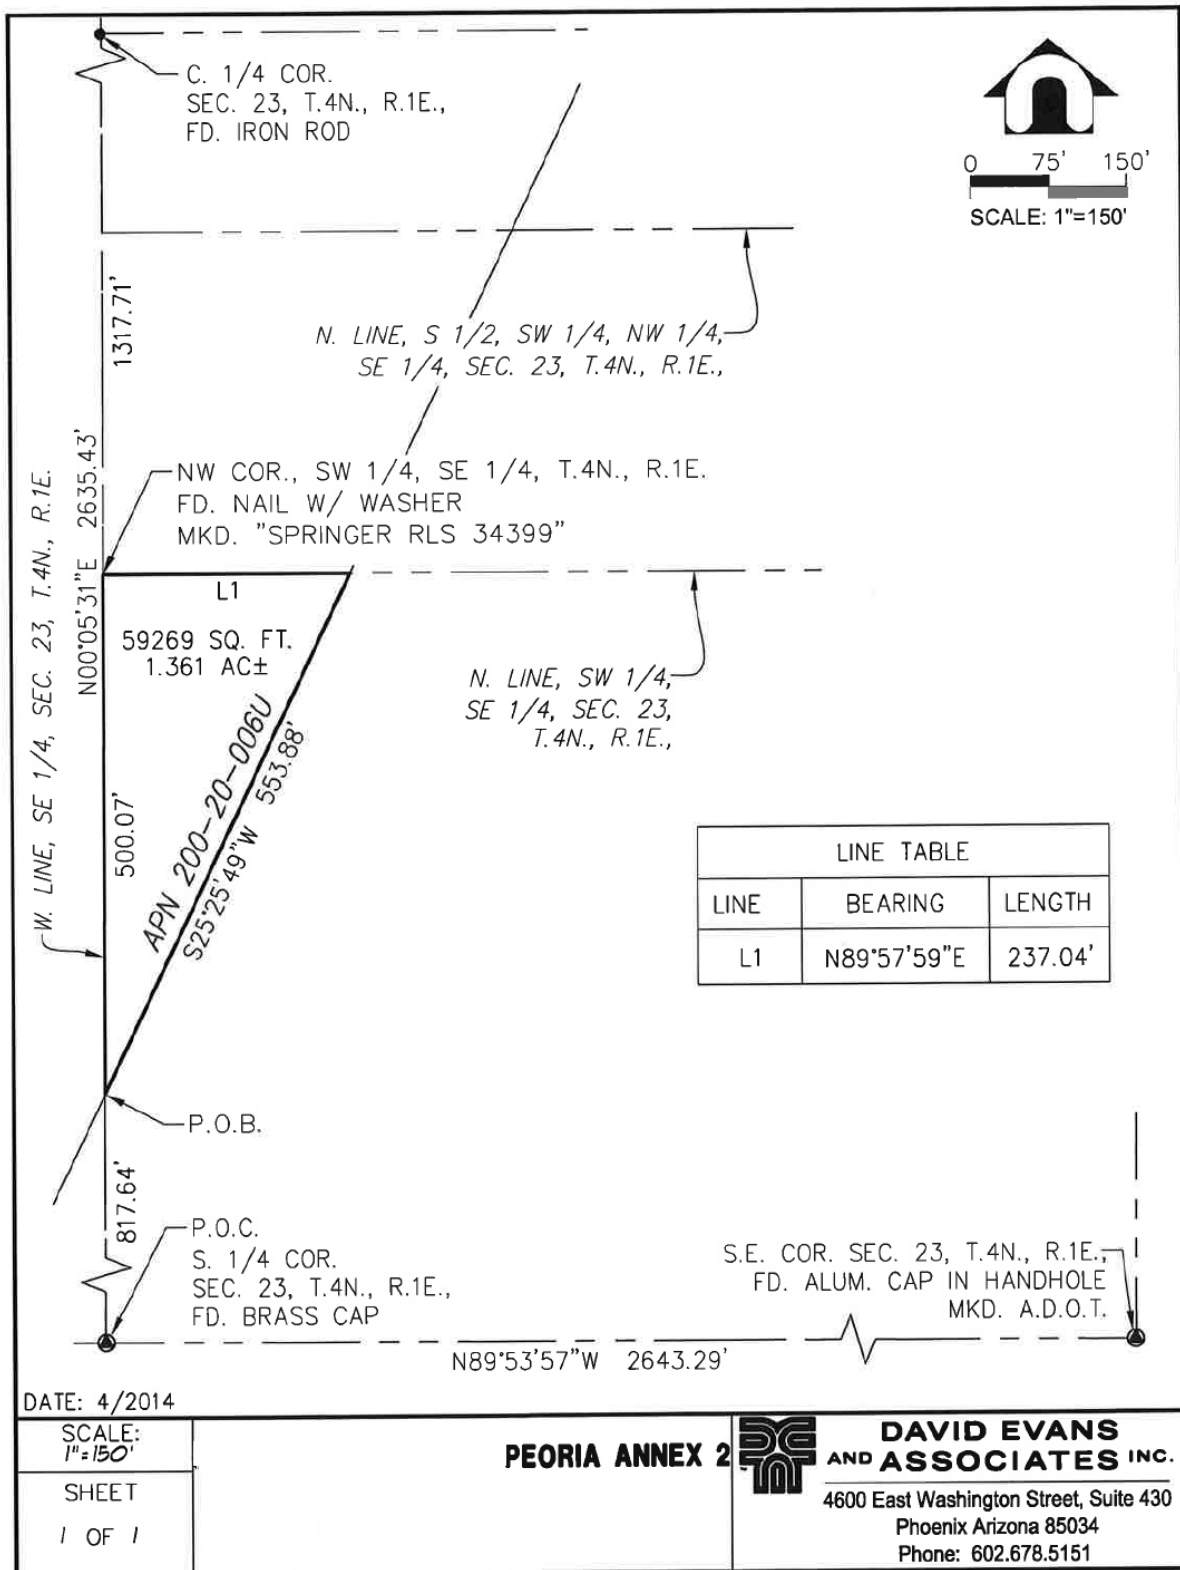 C. 1/4 COR.
SEC. 23, T.4N., R.1E.,
FD. IRON ROD
0 75' 150'
SCALE: 1"=150'
1317.71'
N. LINE, S 1/2, SW 1/4, NW 1/4,
SE 1/4, SEC. 23, T.4N., R.1E.,
W. LINE, SE 1/4, SEC. 23, T.4N., R.1E.
N00°05'31"E 2635.43'
NW COR., SW 1/4, SE 1/4, T.4N., R.1E.
FD. NAIL W/ WASHER
MKD. "SPRINGER RLS 34399"
L1
59269 SQ. FT.
1.361 AC±
N. LINE, SW 1/4,
SE 1/4, SEC. 23,
T.4N., R.1E.,
500.07'
APN 200-20-006U
S25°25'49"W 553.88'
LINE TABLE
LINE BEARING LENGTH
L1 N89°57'59"E 237.04'
P.O.B.
817.64'
P.O.C.
S. 1/4 COR.
SEC. 23, T.4N., R.1E.,
FD. BRASS CAP
S.E. COR. SEC. 23, T.4N., R.1E.,
FD. ALUM. CAP IN HANDHOLE
MKD. A.D.O.T.
N89°53'57"W 2643.29'
DATE: 4/2014
SCALE:
1"=150'
SHEET
1 OF 1
PEORIA ANNEX 2
DAVID EVANS
AND ASSOCIATES INC.
4600 East Washington Street, Suite 430
Phoenix Arizona 85034
Phone: 602.678.5151